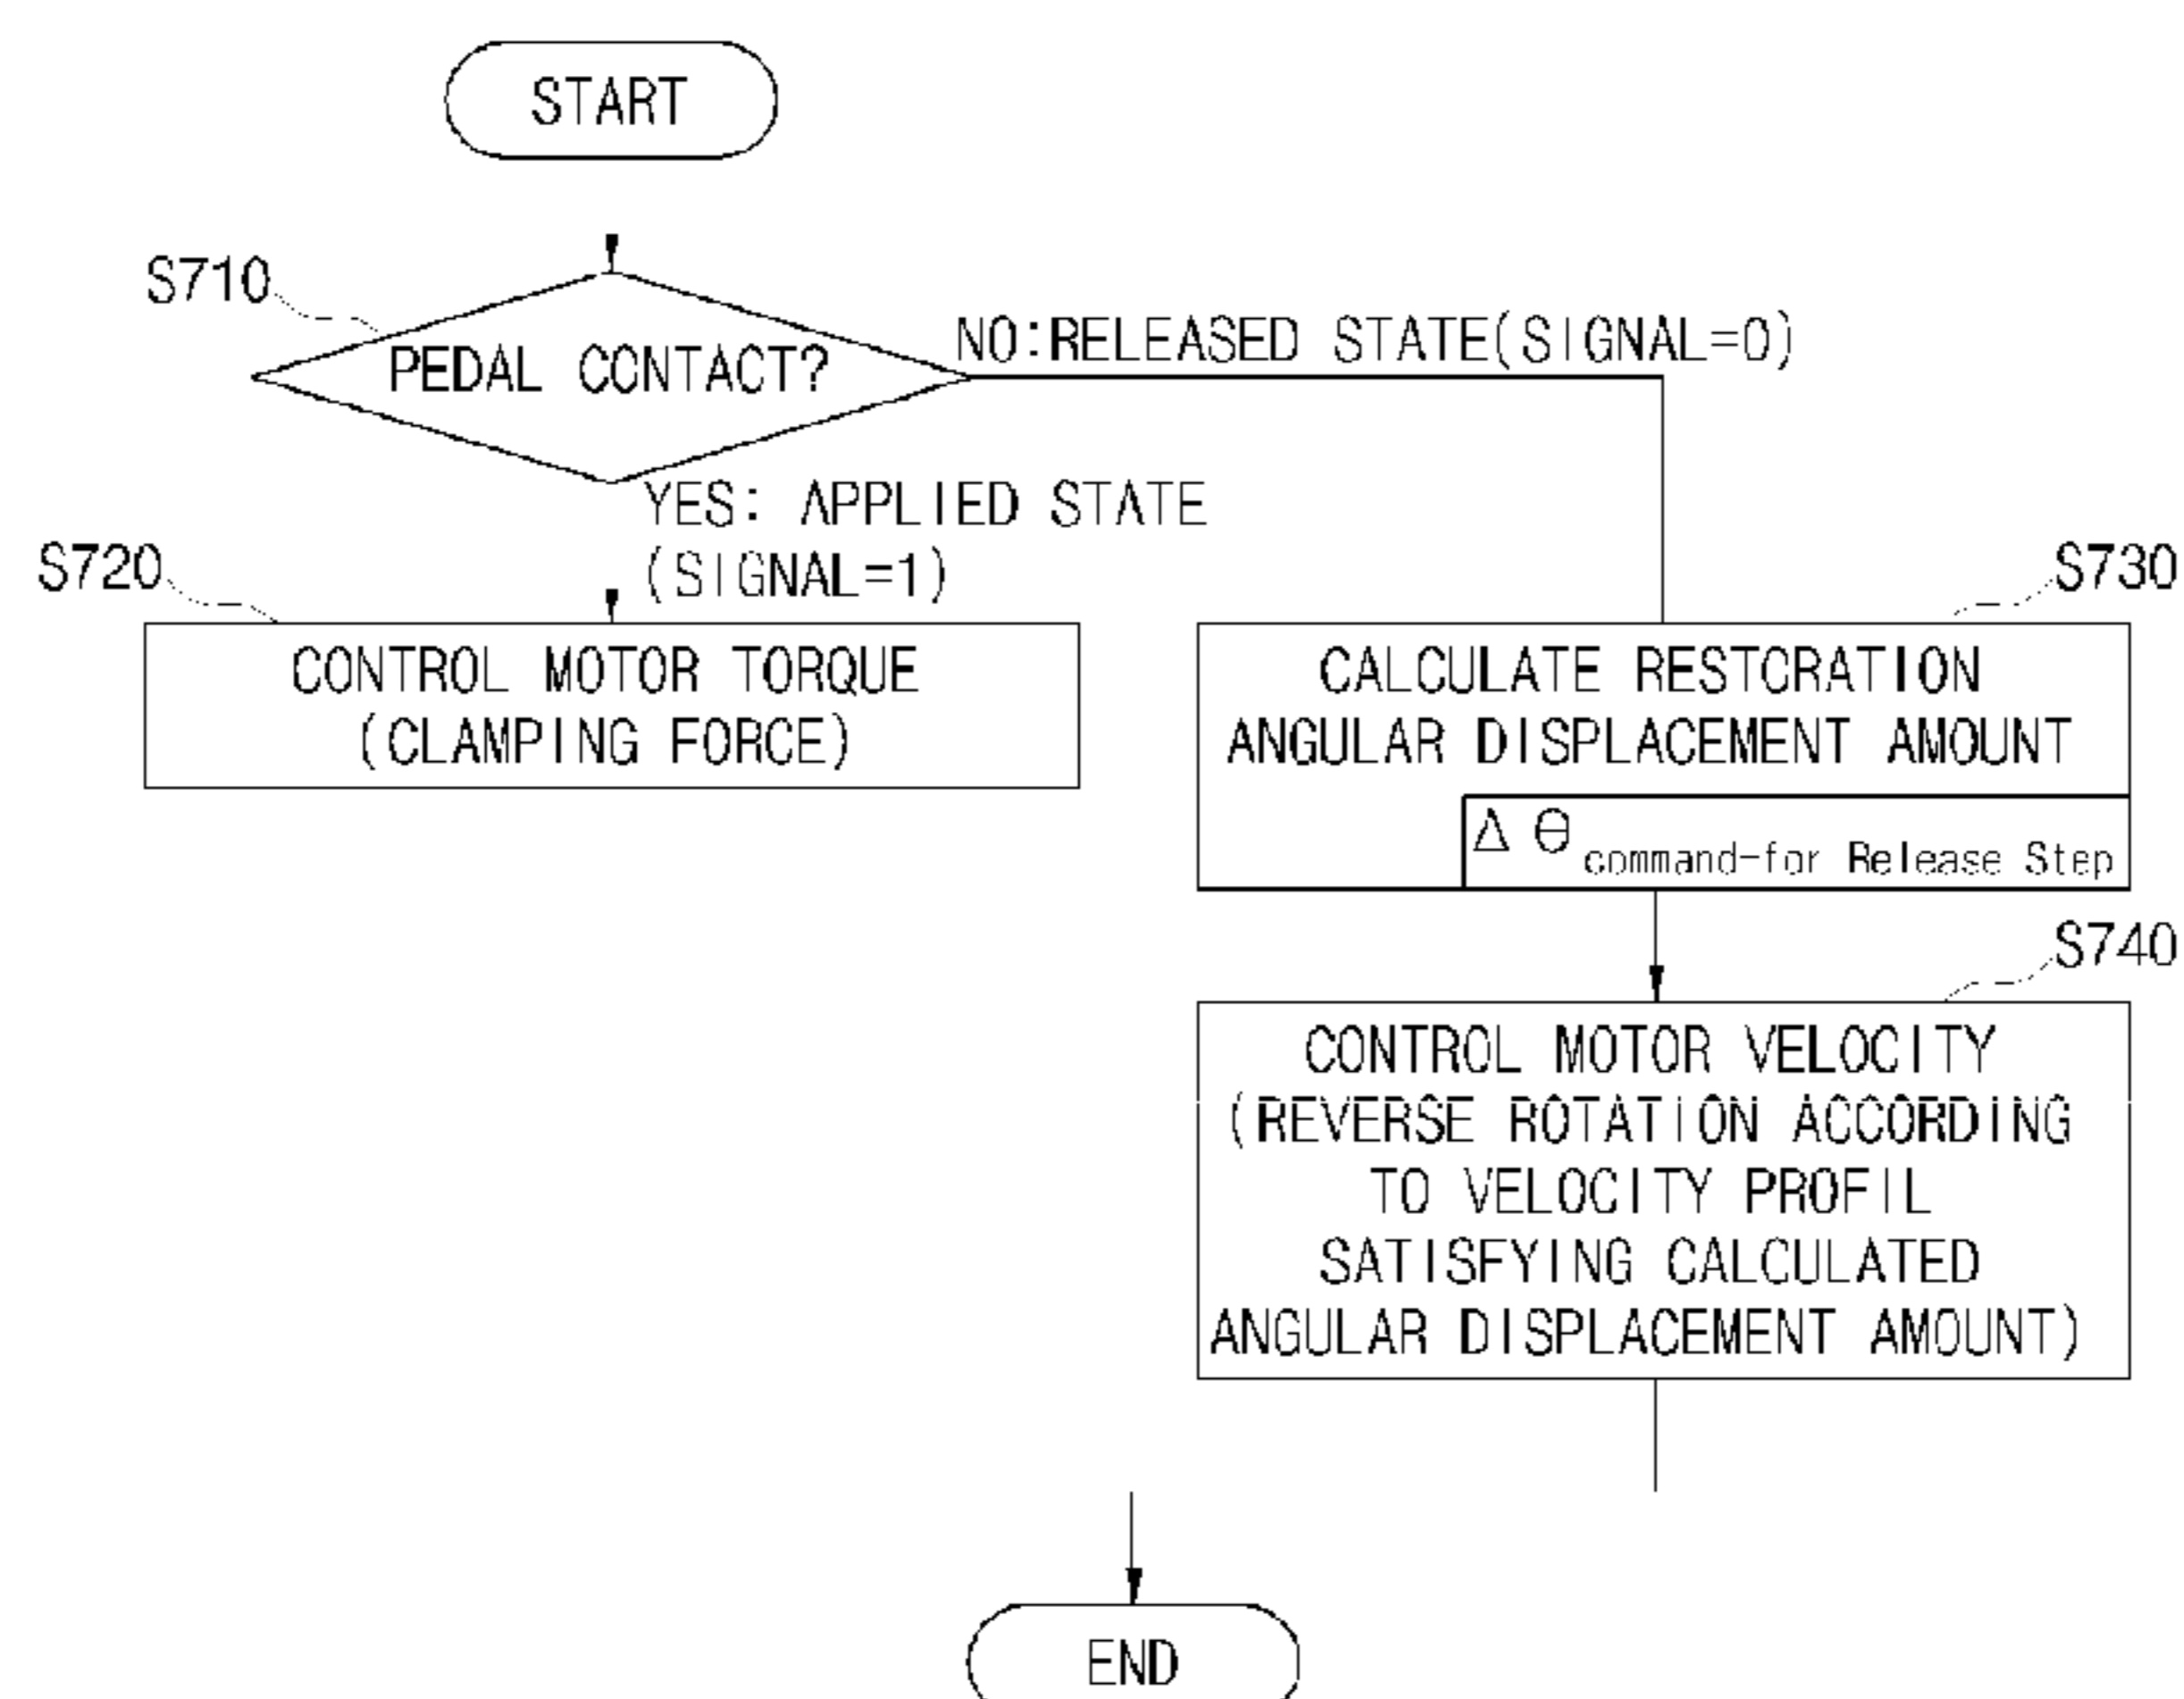 START
S710
PEDAL CONTACT?
NO:RELEASED STATE(SIGNAL=0)
YES: APPLIED STATE
(SIGNAL=1)
S720
CONTROL MOTOR TORQUE
(CLAMPING FORCE)
S730
CALCULATE RESTORATION
ANGULAR DISPLACEMENT AMOUNT
Δ θ command-for Release Step
S740
CONTROL MOTOR VELOCITY
(REVERSE ROTATION ACCORDING
TO VELOCITY PROFIL
SATISFYING CALCULATED
ANGULAR DISPLACEMENT AMOUNT)
END